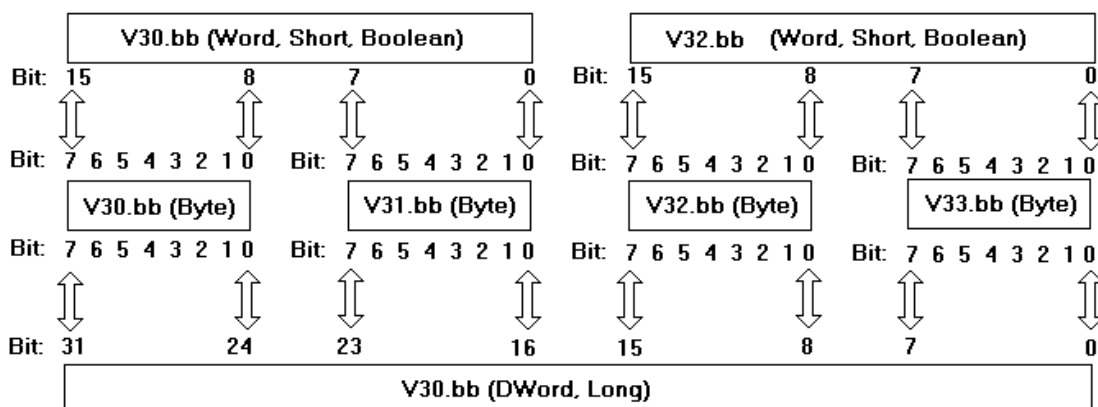 V30.bb (Word, Short, Boolean) V32.bb (Word, Short, Boolean)
Bit: 15 8 7 0 Bit: 15 8 7 0
Bit: 7 6 5 4 3 2 1 0 Bit: 7 6 5 4 3 2 1 0 Bit: 7 6 5 4 3 2 1 0 Bit: 7 6 5 4 3 2 1 0
V30.bb (Byte) V31.bb (Byte) V32.bb (Byte) V33.bb (Byte)
Bit: 7 6 5 4 3 2 1 0 Bit: 7 6 5 4 3 2 1 0 Bit: 7 6 5 4 3 2 1 0 Bit: 7 6 5 4 3 2 1 0
Bit: 31 24 23 16 15 8 7 0
V30.bb (DWord, Long)